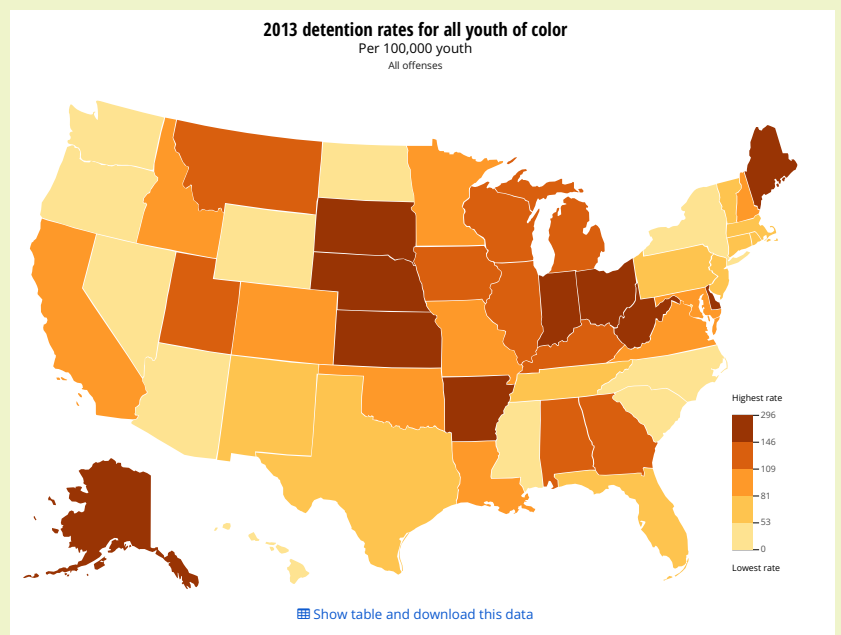 2013 detention rates for all youth of color
Per 100,000 youth
All offenses
Highest rate
296
146
109
81
53
0
Lowest rate
Show table and download this data